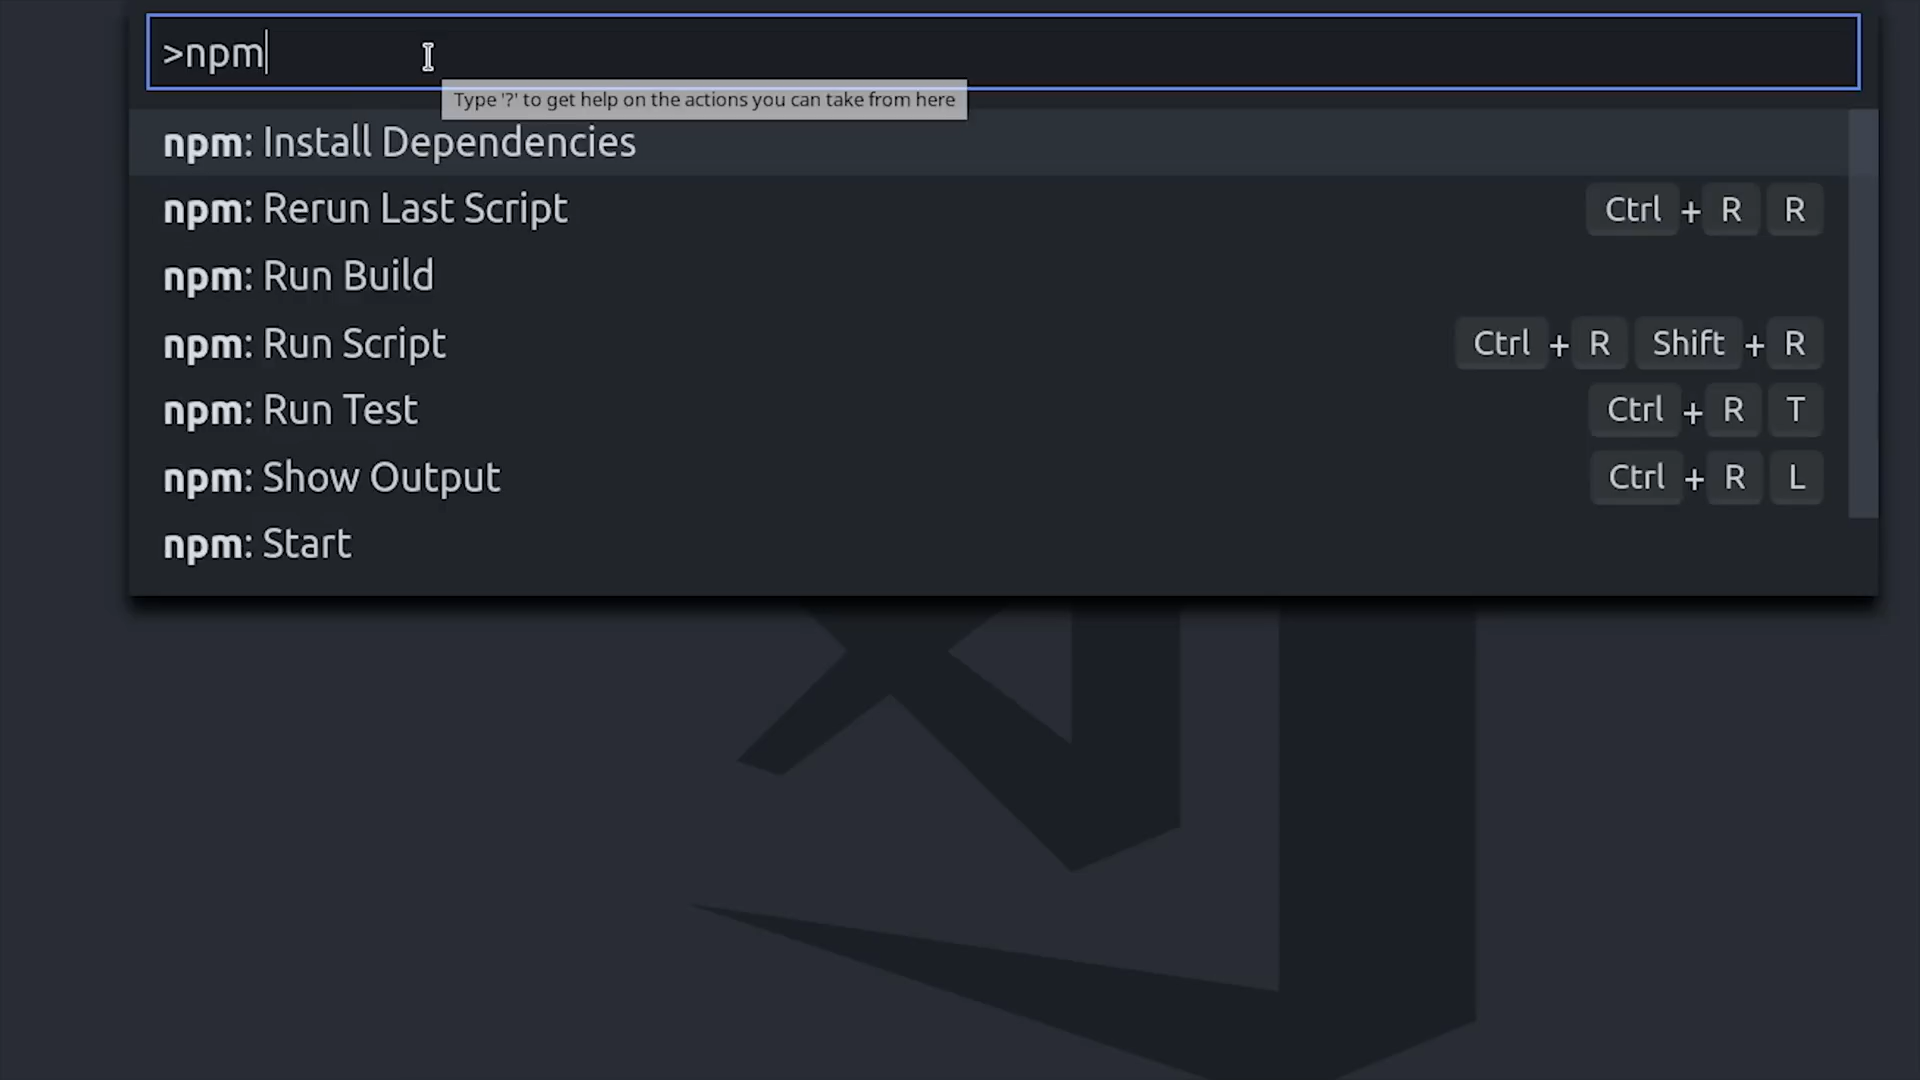 >npm
Type '?' to get help on the actions you can take from here
npm: Install Dependencies
npm: Rerun Last Script Ctrl + R R
npm: Run Build
npm: Run Script Ctrl + R Shift + R
npm: Run Test Ctrl + R T
npm: Show Output Ctrl + R L
npm: Start